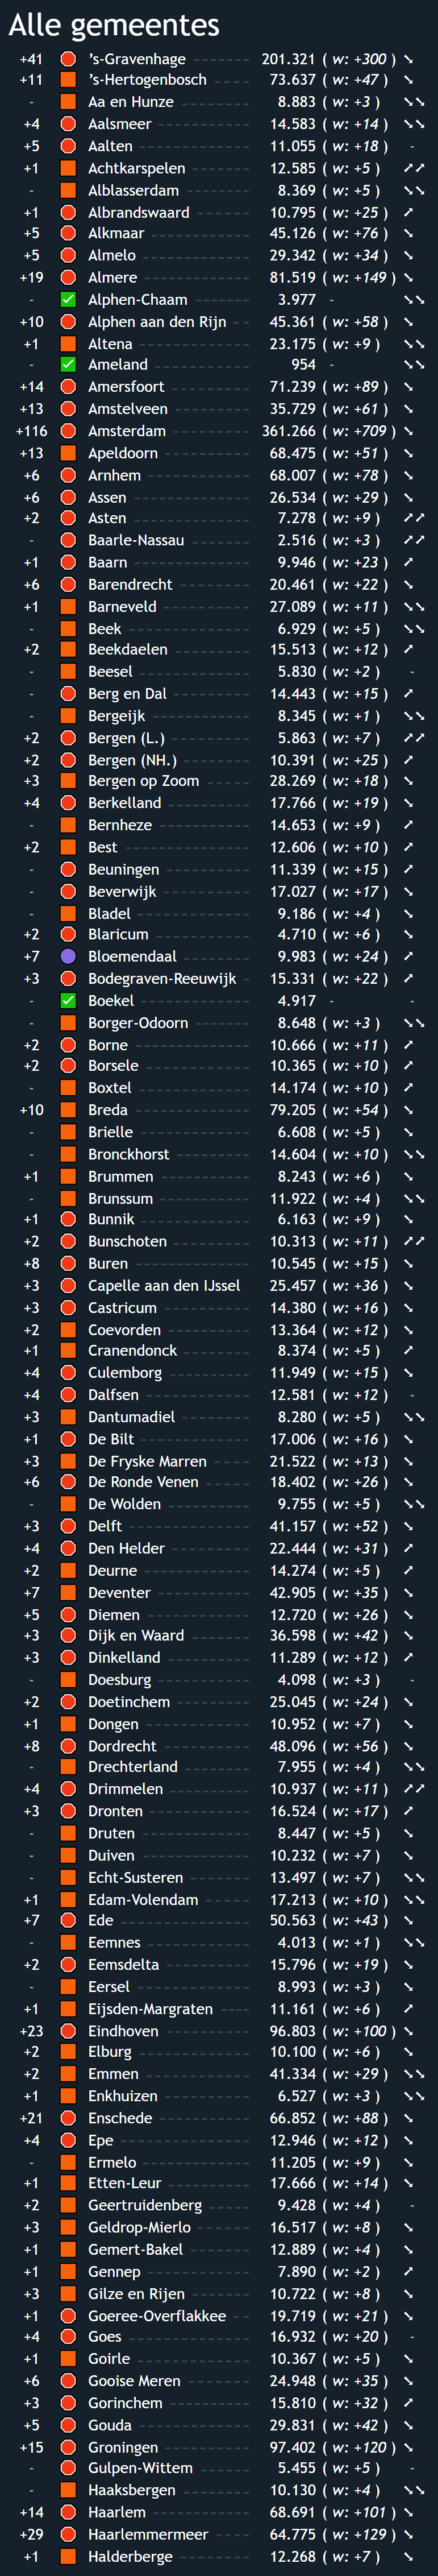 Alle gemeentes
+41 's-Gravenhage 201.321 ( w: +300 )
+11 's-Hertogenbosch 73.637 ( w: +47 )
- Aa en Hunze 8.883 ( w: +3 )
+4 Aalsmeer 14.583 ( w: +14 )
+5 Aalten 11.055 ( w: +18 ) -
+1 Achtkarspelen 12.585 ( w: +5 )
- Alblasserdam 8.369 ( w: +5 )
+1 Albrandswaard 10.795 ( w: +25 )
+5 Alkmaar 45.126 ( w: +76 )
+5 Almelo 29.342 ( w: +34 )
+19 Almere 81.519 ( w: +149 )
- Alphen-Chaam 3.977 -
+10 Alphen aan den Rijn 45.361 ( w: +58 )
+1 Altena 23.175 ( w: +9 )
- Ameland 954 -
+14 Amersfoort 71.239 ( w: +89 )
+13 Amstelveen 35.729 ( w: +61 )
+116 Amsterdam 361.266 ( w: +709 )
+13 Apeldoorn 68.475 ( w: +51 )
+6 Arnhem 68.007 ( w: +78 )
+6 Assen 26.534 ( w: +29 )
+2 Asten 7.278 ( w: +9 )
- Baarle-Nassau 2.516 ( w: +3 )
+1 Baarn 9.946 ( w: +23 )
+6 Barendrecht 20.461 ( w: +22 )
+1 Barneveld 27.089 ( w: +11 )
- Beek 6.929 ( w: +5 )
+2 Beekdaelen 15.513 ( w: +12 )
- Beesel 5.830 ( w: +2 ) -
- Berg en Dal 14.443 ( w: +15 )
- Bergeijk 8.345 ( w: +1 )
+2 Bergen (L.) 5.863 ( w: +7 )
+2 Bergen (NH.) 10.391 ( w: +25 )
+3 Bergen op Zoom 28.269 ( w: +18 )
+4 Berkelland 17.766 ( w: +19 )
- Bernheze 14.653 ( w: +9 )
+2 Best 12.606 ( w: +10 )
- Beuningen 11.339 ( w: +15 )
- Beverwijk 17.027 ( w: +17 )
- Bladel 9.186 ( w: +4 )
+2 Blaricum 4.710 ( w: +6 )
+7 Bloemendaal 9.983 ( w: +24 )
+3 Bodegraven-Reeuwijk 15.331 ( w: +22 )
- Boekel 4.917 - -
- Borger-Odoorn 8.648 ( w: +3 )
+2 Borne 10.666 ( w: +11 )
+2 Borsele 10.365 ( w: +10 )
- Boxtel 14.174 ( w: +10 )
+10 Breda 79.205 ( w: +54 )
- Brielle 6.608 ( w: +5 )
- Bronckhorst 14.604 ( w: +10 )
+1 Brummen 8.243 ( w: +6 )
- Brunssum 11.922 ( w: +4 )
+1 Bunnik 6.163 ( w: +9 )
+2 Bunschoten 10.313 ( w: +11 )
+8 Buren 10.545 ( w: +15 )
+3 Capelle aan den IJssel 25.457 ( w: +36 )
+3 Castricum 14.380 ( w: +16 )
+2 Coevorden 13.364 ( w: +12 )
+1 Cranendonck 8.374 ( w: +5 )
+4 Culemborg 11.949 ( w: +15 )
+4 Dalfsen 12.581 ( w: +12 ) -
+3 Dantumadiel 8.280 ( w: +5 )
+1 De Bilt 17.006 ( w: +16 )
+3 De Fryske Marren 21.522 ( w: +13 )
+6 De Ronde Venen 18.402 ( w: +26 )
- De Wolden 9.755 ( w: +5 )
+3 Delft 41.157 ( w: +52 )
+4 Den Helder 22.444 ( w: +31 )
+2 Deurne 14.274 ( w: +5 )
+7 Deventer 42.905 ( w: +35 )
+5 Diemen 12.720 ( w: +26 )
+3 Dijk en Waard 36.598 ( w: +42 )
+3 Dinkelland 11.289 ( w: +12 )
- Doesburg 4.098 ( w: +3 ) -
+2 Doetinchem 25.045 ( w: +24 )
+1 Dongen 10.952 ( w: +7 )
+8 Dordrecht 48.096 ( w: +56 )
- Drechterland 7.955 ( w: +4 )
+4 Drimmelen 10.937 ( w: +11 )
+3 Dronten 16.524 ( w: +17 )
- Druten 8.447 ( w: +5 )
- Duiven 10.232 ( w: +7 )
- Echt-Susteren 13.497 ( w: +7 )
+1 Edam-Volendam 17.213 ( w: +10 )
+7 Ede 50.563 ( w: +43 )
- Eemnes 4.013 ( w: +1 )
+2 Eemsdelta 15.796 ( w: +19 )
- Eersel 8.993 ( w: +3 )
+1 Eijsden-Margraten 11.161 ( w: +6 )
+23 Eindhoven 96.803 ( w: +100 )
+2 Elburg 10.100 ( w: +6 )
+2 Emmen 41.334 ( w: +29 )
+1 Enkhuizen 6.527 ( w: +3 )
+21 Enschede 66.852 ( w: +88 )
+4 Epe 12.946 ( w: +12 )
- Ermelo 11.205 ( w: +9 )
+1 Etten-Leur 17.666 ( w: +14 )
+2 Geertruidenberg 9.428 ( w: +4 ) -
+3 Geldrop-Mierlo 16.517 ( w: +8 )
+1 Gemert-Bakel 12.889 ( w: +4 )
+1 Gennep 7.890 ( w: +2 )
+3 Gilze en Rijen 10.722 ( w: +8 )
+1 Goeree-Overflakkee 19.719 ( w: +21 )
+4 Goes 16.932 ( w: +20 ) -
+1 Goirle 10.367 ( w: +5 )
+6 Gooise Meren 24.948 ( w: +35 )
+3 Gorinchem 15.810 ( w: +32 )
+5 Gouda 29.831 ( w: +42 )
+15 Groningen 97.402 ( w: +120 )
- Gulpen-Wittem 5.455 ( w: +5 ) -
- Haaksbergen 10.130 ( w: +4 )
+14 Haarlem 68.691 ( w: +101 )
+29 Haarlemmermeer 64.775 ( w: +129 )
+1 Halderberge 12.268 ( w: +7 )